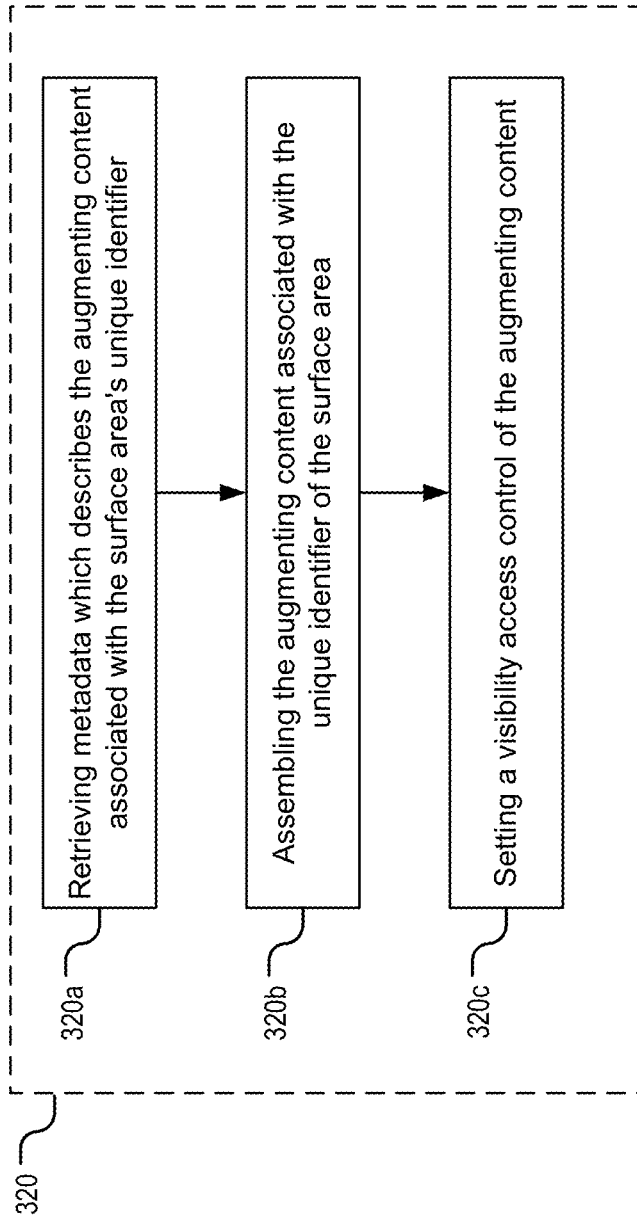 320
320a
Retrieving metadata which describes the augmenting content
associated with the surface area's unique identifier
320b
Assembling the augmenting content associated with the
unique identifier of the surface area
320c
Setting a visibility access control of the augmenting content